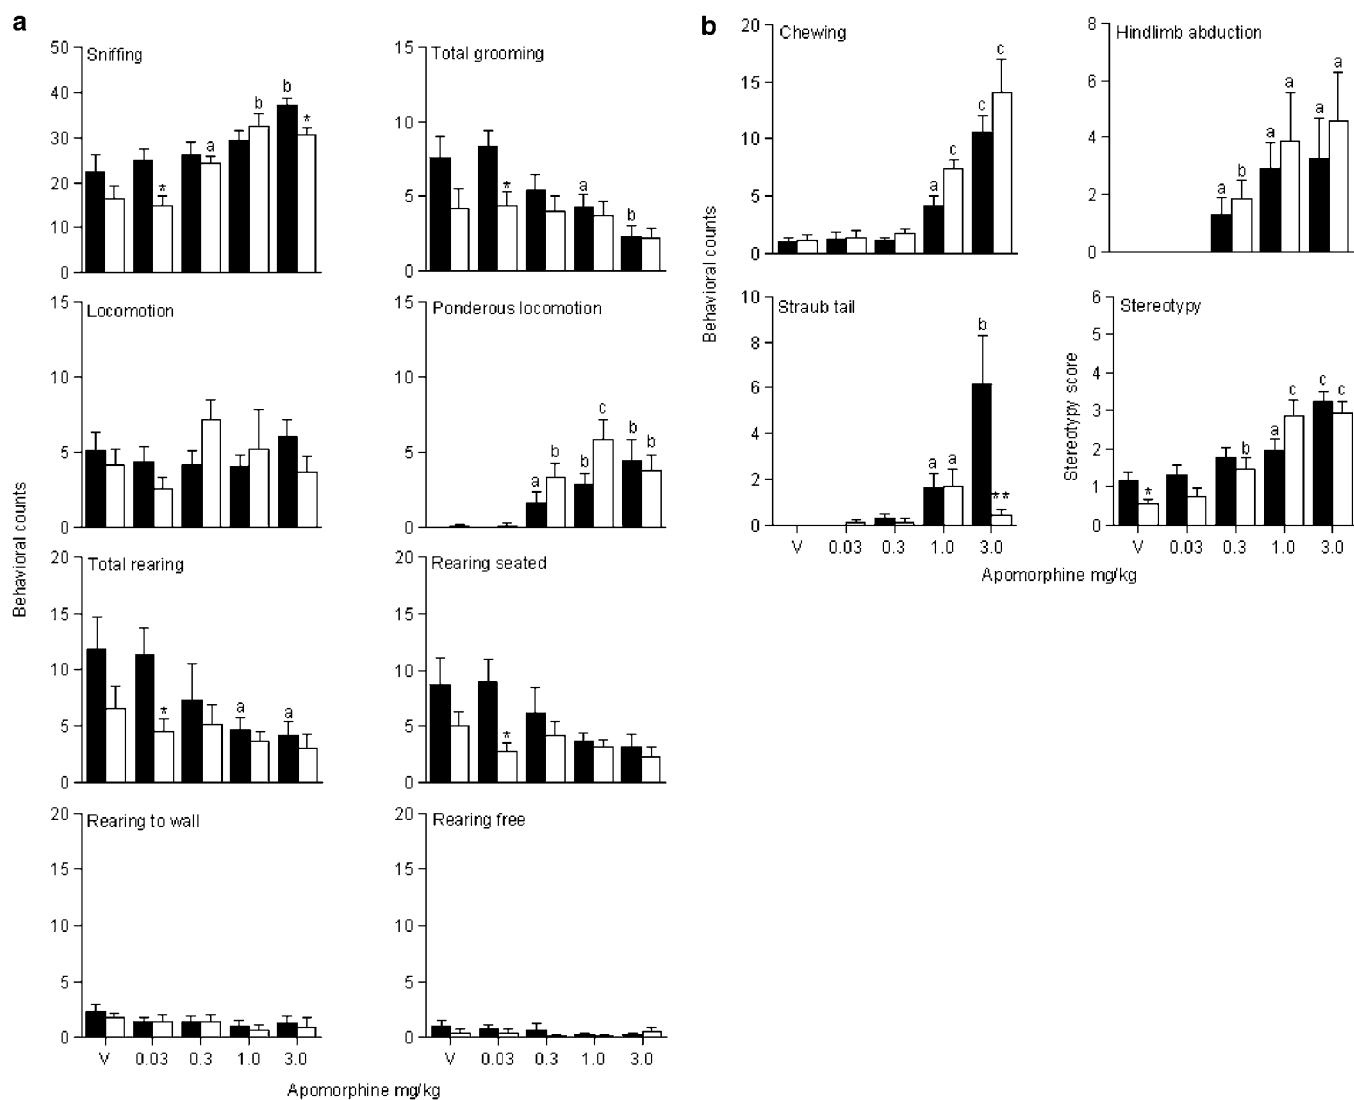 a
Sniffing
50
40
30
20
10
0
* a b b *
Total grooming
15
10
5
0
* a b
Locomotion
15
10
5
0
Ponderous locomotion
15
10
5
0
a b b c b b
Behavioral counts
Total rearing
20
15
10
5
0
* a a
Rearing seated
20
15
10
5
0
*
Rearing to wall
20
15
10
5
0
V 0.03 0.3 1.0 3.0
Rearing free
20
15
10
5
0
V 0.03 0.3 1.0 3.0
Apomorphine mg/kg
b
Chewing
20
15
10
5
0
a c c c
Hindlimb abduction
8
6
4
2
0
a b a a a a
Behavioral counts
Straub tail
10
8
6
4
2
0
a a b **
V 0.03 0.3 1.0 3.0
Stereotypy
Stereotypy score
6
5
4
3
2
1
0
* b a c c c
V 0.03 0.3 1.0 3.0
Apomorphine mg/kg